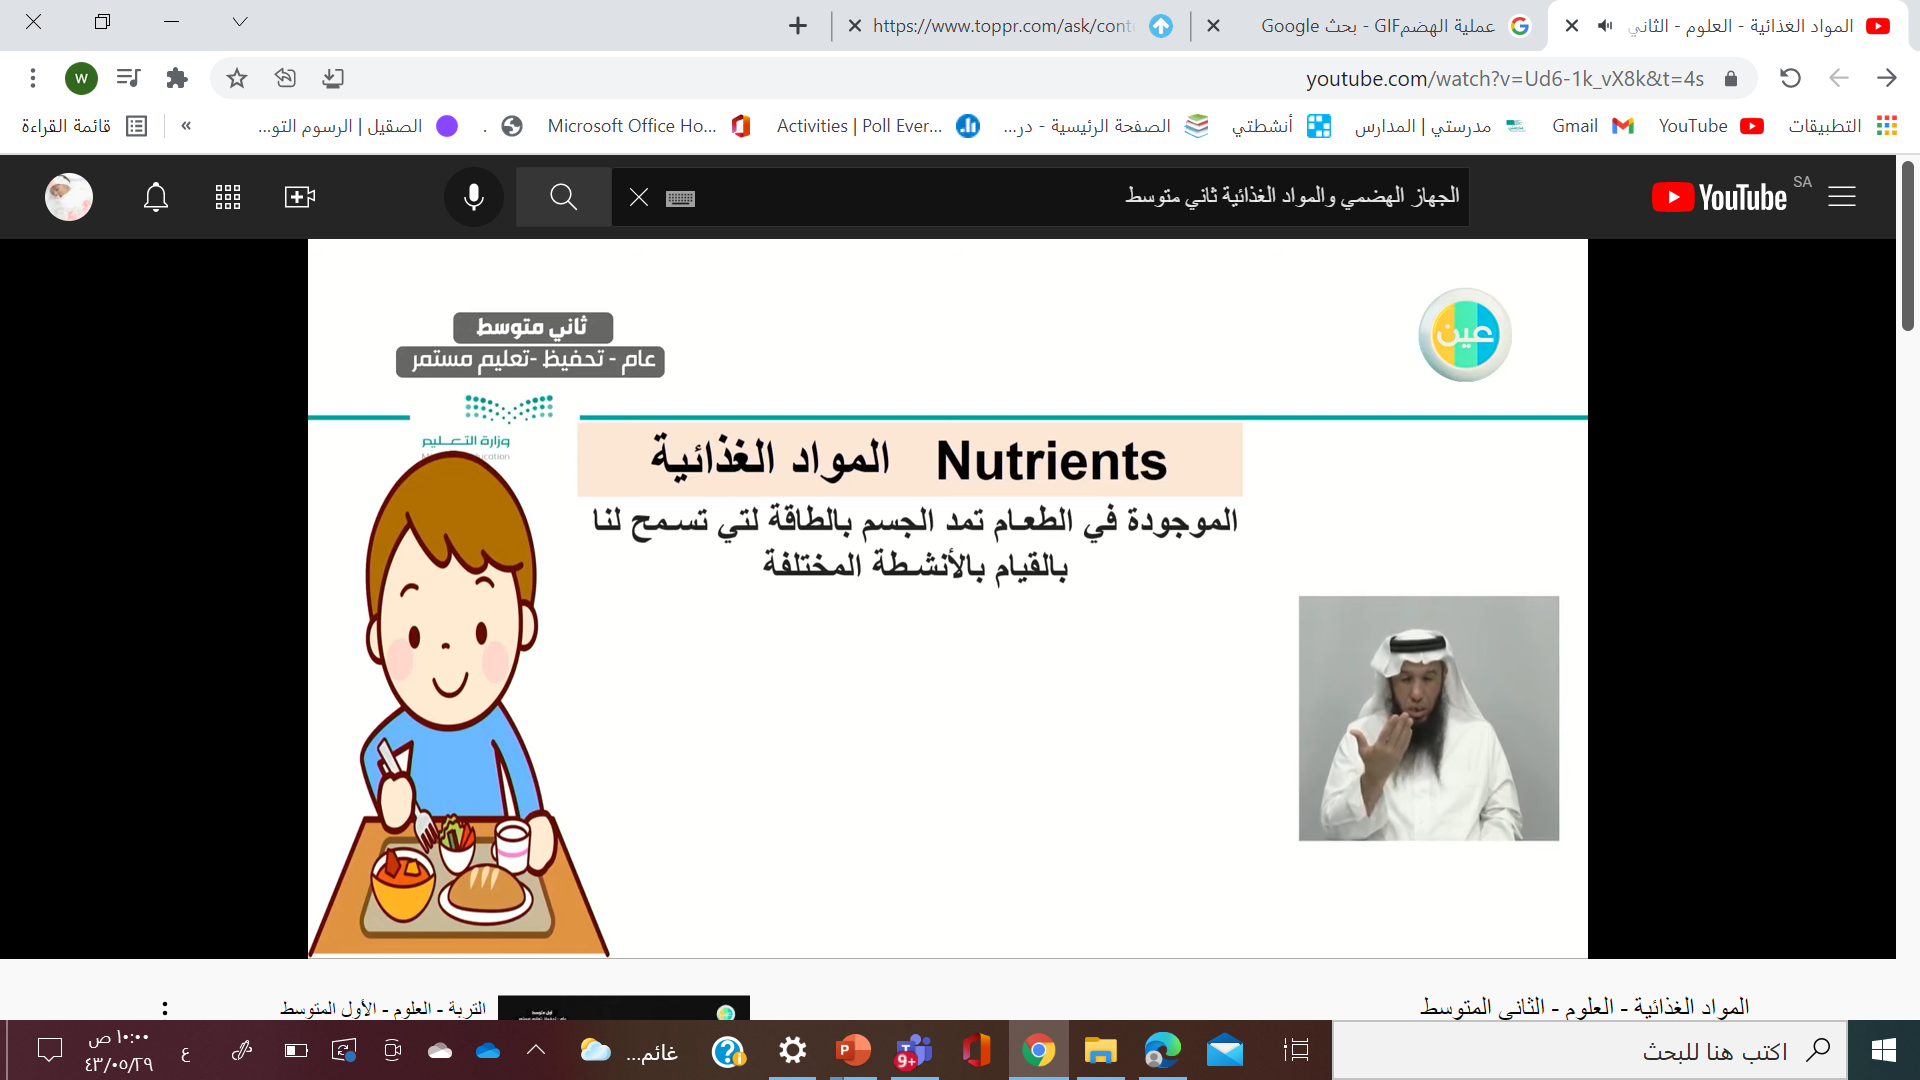 المواد الغذائية - العلوم - الثاني
عملية الهضمGIF - بحث Google
https://www.toppr.com/ask/conte
youtube.com/watch?v=Ud6-1k_vX8k&t=4s
W
التطبيقات
YouTube
Gmail
مدرستي | المدارس
أنشطتي
الصفحة الرئيسية - در...
Activities | Poll Ever...
Microsoft Office Ho...
.
الصقيل | الرسوم التو...
»
قائمة القراءة
YouTube SA
الجهاز الهضمي والمواد الغذائية ثاني متوسط
عين
ثاني متوسط
عام - تحفيظ -تعليم مستمر
وزارة التعـليم
Nutrients المواد الغذائية
الموجودة في الطعام تمد الجسم بالطاقة لتي تسمح لنا
بالقيام بالأنشطة المختلفة
المواد الغذائية - العلوم - الثاني المتوسط
التربة - العلوم - الأول المتوسط
اكتب هنا للبحث
9+
غائم...
ع
١٠:٠٠ ص
٤٣/٠٥/٢٩